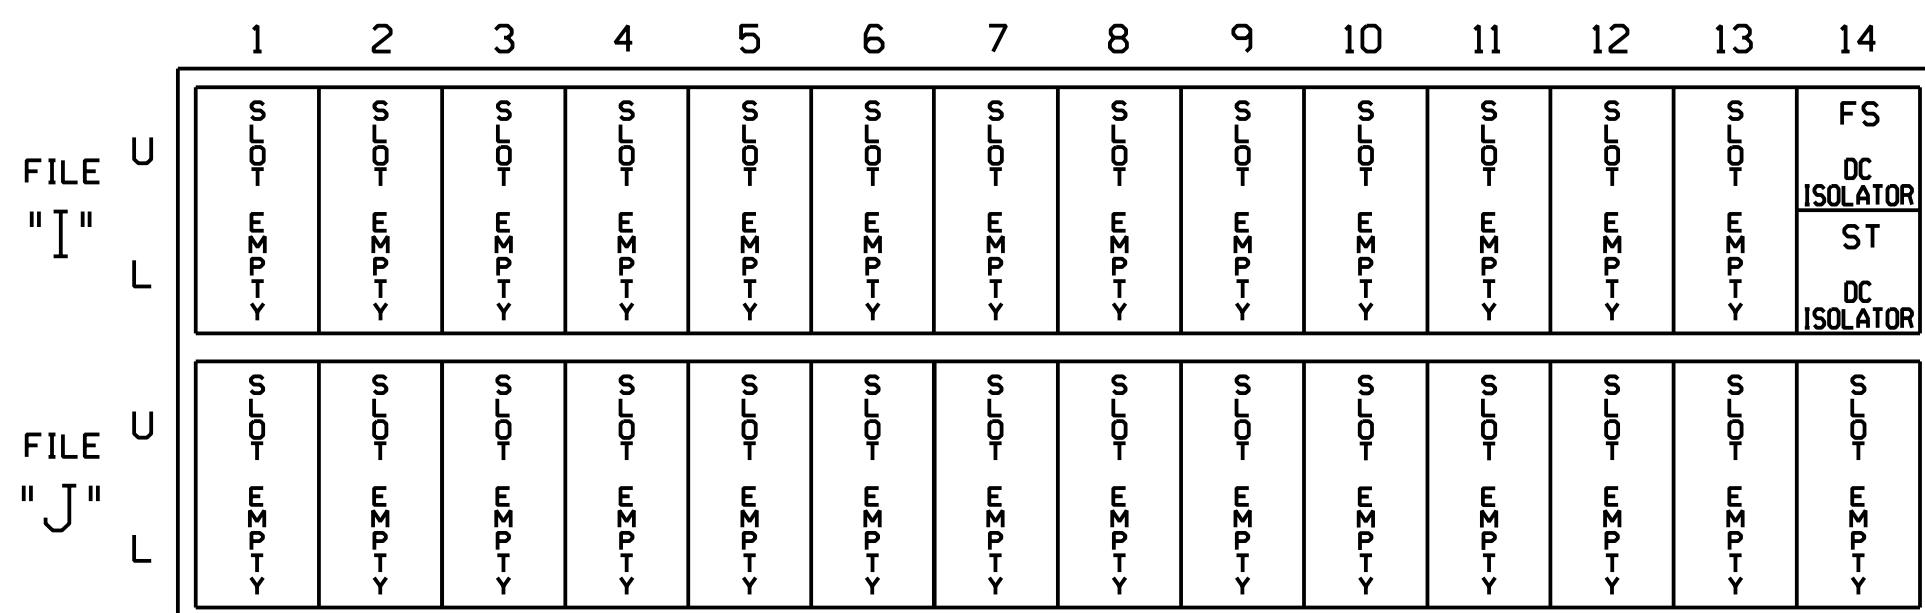 1 2 3 4 5 6 7 8 9 10 11 12 13 14
FILE "I"
U
L
SLOT EMPTY SLOT EMPTY SLOT EMPTY SLOT EMPTY SLOT EMPTY SLOT EMPTY SLOT EMPTY SLOT EMPTY SLOT EMPTY SLOT EMPTY SLOT EMPTY SLOT EMPTY SLOT EMPTY
FS
DC
ISOLATOR
ST
DC
ISOLATOR
FILE "J"
U
L
SLOT EMPTY SLOT EMPTY SLOT EMPTY SLOT EMPTY SLOT EMPTY SLOT EMPTY SLOT EMPTY SLOT EMPTY SLOT EMPTY SLOT EMPTY SLOT EMPTY SLOT EMPTY SLOT EMPTY SLOT EMPTY